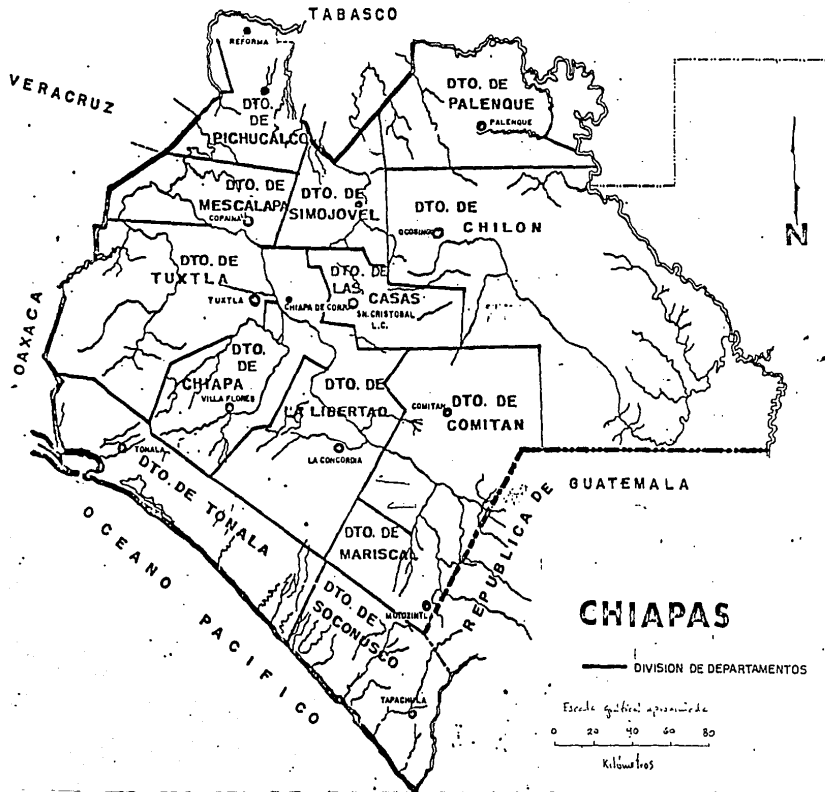 TABASCO
REFORMA
VERACRUZ
DTO. DE
PICHUCALCO
DTO. DE
PALENQUE
PALENQUE
DTO. DE
MESCALAPA
COPAINALA
DTO. DE
SIMOJOVEL
DTO. DE
CHILON
OCOSINGO
N
DTO. DE
TUXTLA
TUXTLA
CHIAPA DE CORZO
DTO. DE
LAS
CASAS
SN. CRISTOBAL
L.C.
OAXACA
DTO.
DE
CHIAPA
VILLA FLORES
DTO. DE
LA LIBERTAD
LA CONCORDIA
COMITAN
DTO. DE
COMITAN
TONALA
DTO. DE TONALA
REPUBLICA DE GUATEMALA
DTO. DE
MARISCAL
MOTOZINTL
DTO. DE
SOCONUSCO
TAPACHULA
OCEANO PACIFICO
CHIAPAS
DIVISION DE DEPARTAMENTOS
Escala gráfica aproximada
0 20 40 60 80
Kilómetros